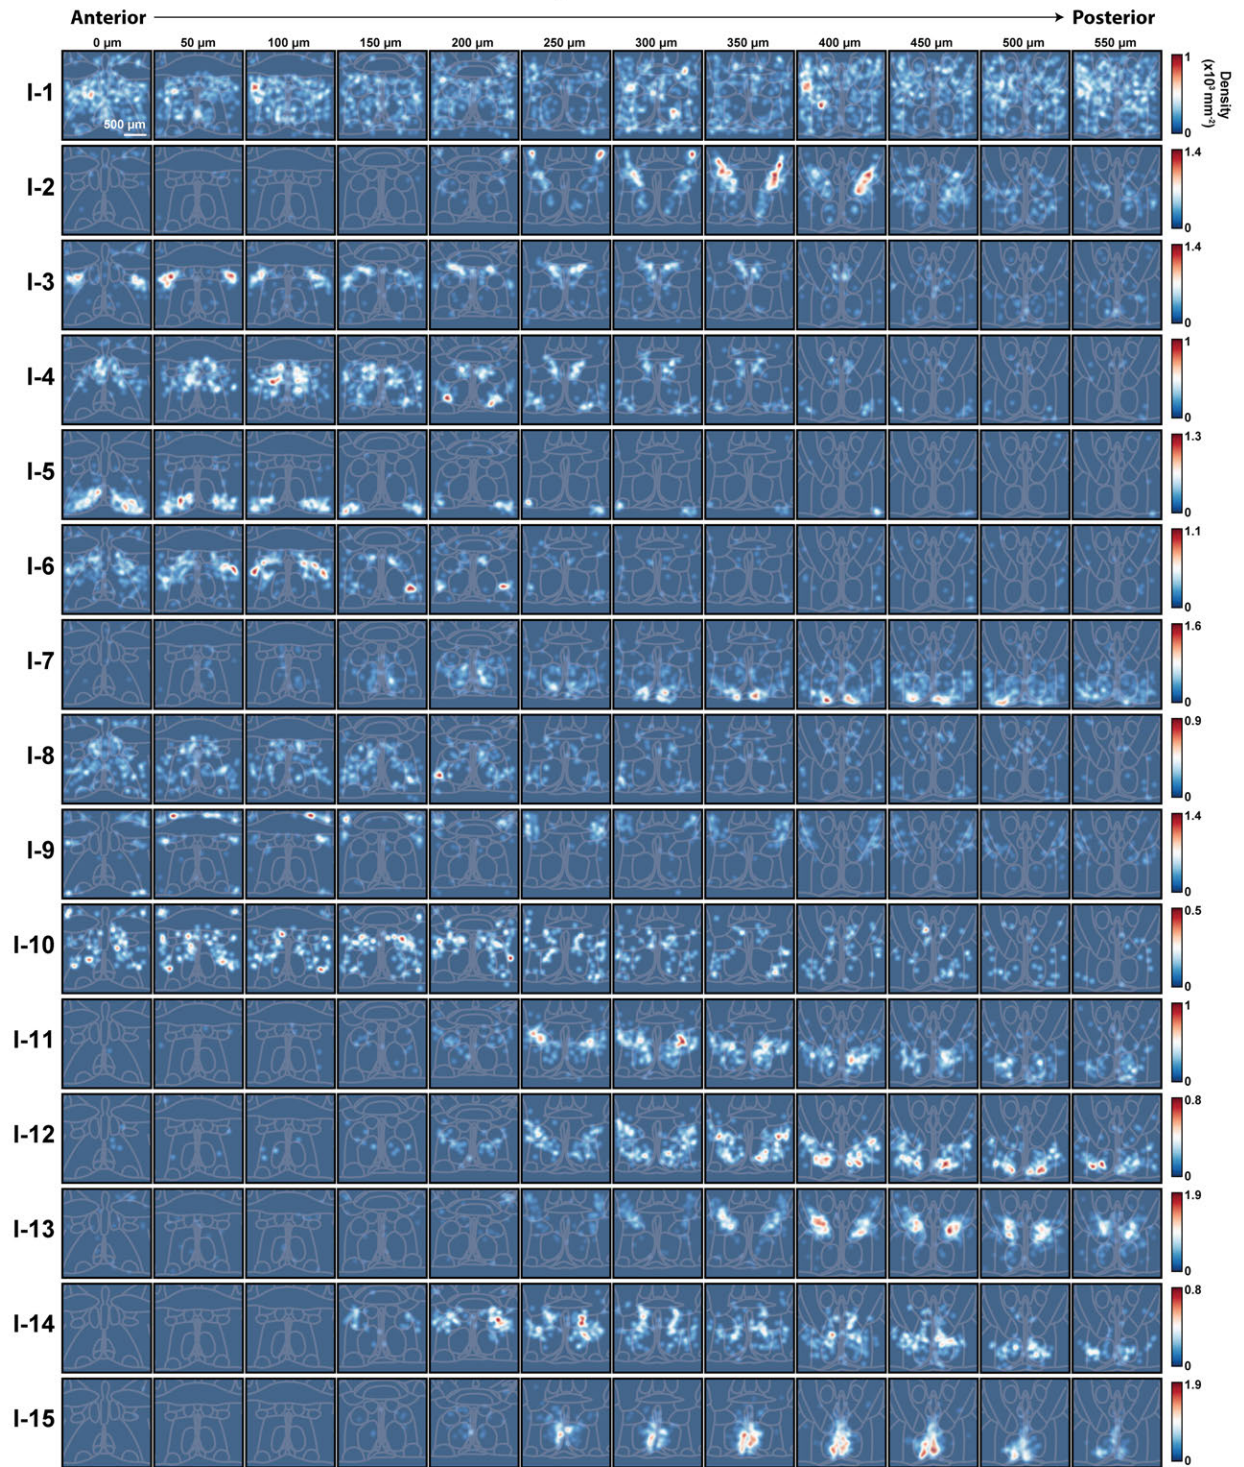 Anterior Posterior
0 µm 50 µm 100 µm 150 µm 200 µm 250 µm 300 µm 350 µm 400 µm 450 µm 500 µm 550 µm
I-1 500 µm 1 0 Density (x10³ mm⁻²)
I-2 1.4 0
I-3 1.4 0
I-4 1 0
I-5 1.3 0
I-6 1.1 0
I-7 1.6 0
I-8 0.9 0
I-9 1.4 0
I-10 0.5 0
I-11 1 0
I-12 0.8 0
I-13 1.9 0
I-14 0.8 0
I-15 1.9 0